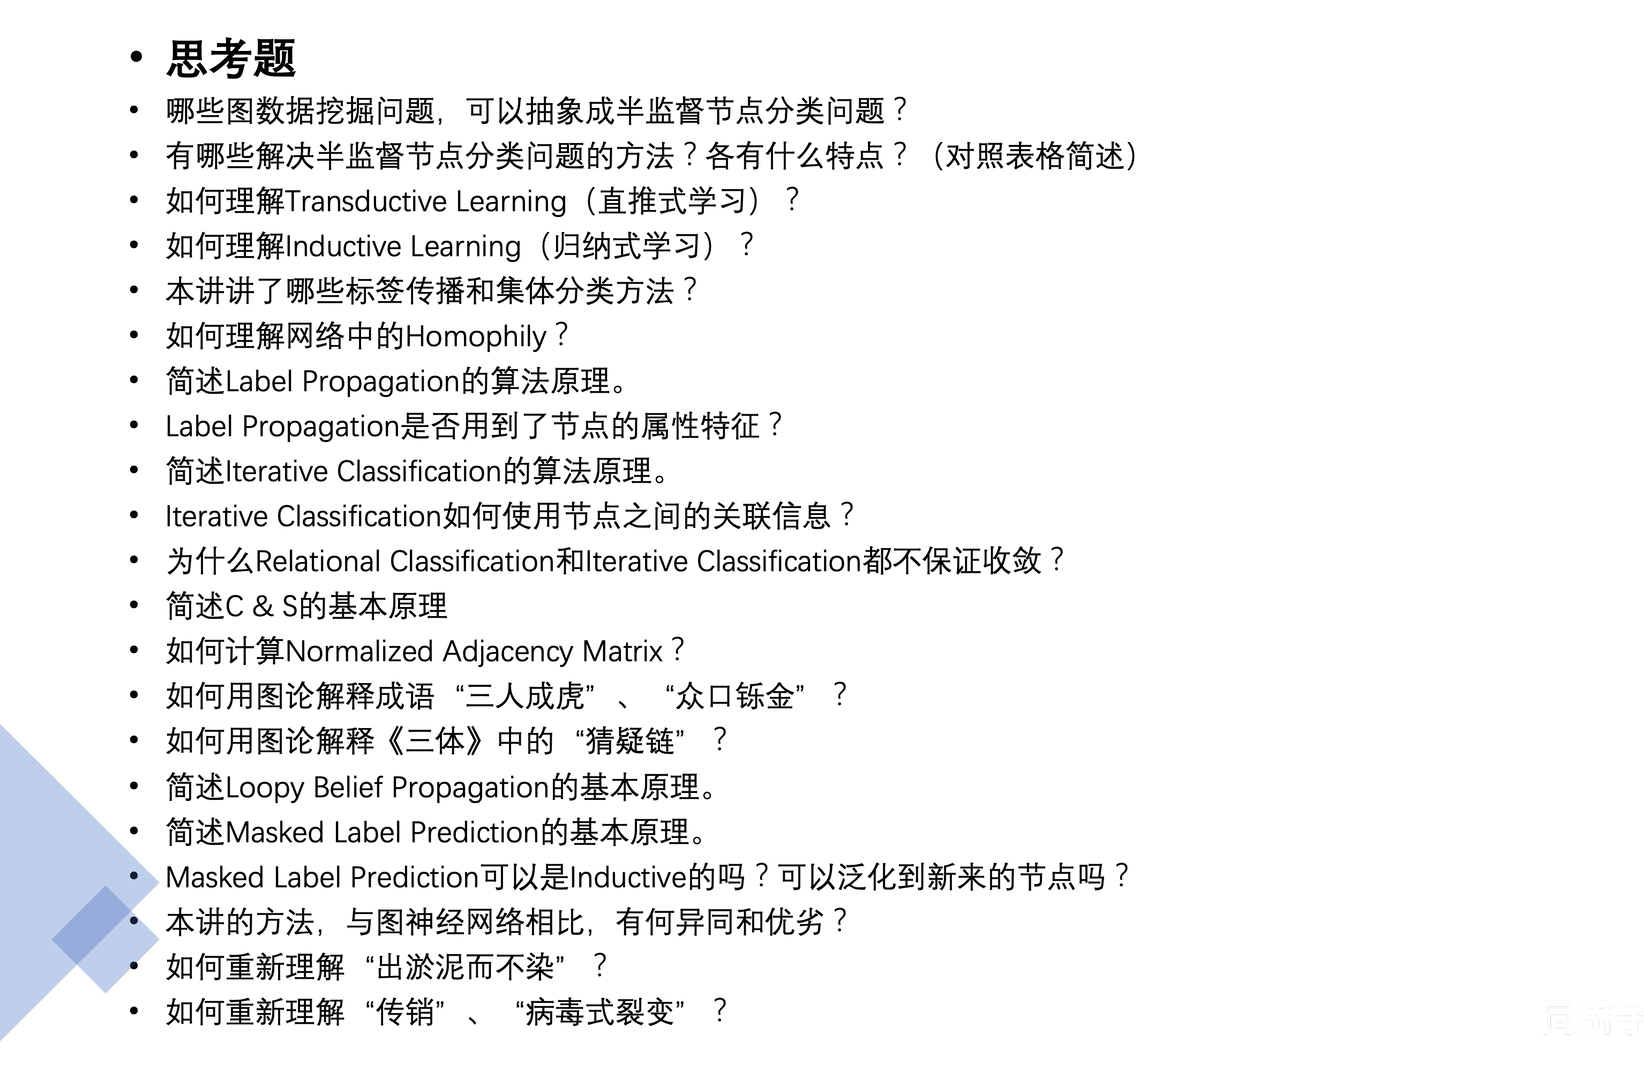 • 思考题
• 哪些图数据挖掘问题，可以抽象成半监督节点分类问题？
• 有哪些解决半监督节点分类问题的方法？各有什么特点？（对照表格简述）
• 如何理解Transductive Learning（直推式学习）？
• 如何理解Inductive Learning（归纳式学习）？
• 本讲讲了哪些标签传播和集体分类方法？
• 如何理解网络中的Homophily？
• 简述Label Propagation的算法原理。
• Label Propagation是否用到了节点的属性特征？
• 简述Iterative Classification的算法原理。
• Iterative Classification如何使用节点之间的关联信息？
• 为什么Relational Classification和Iterative Classification都不保证收敛？
• 简述C & S的基本原理
• 如何计算Normalized Adjacency Matrix？
• 如何用图论解释成语“三人成虎”、“众口铄金”？
• 如何用图论解释《三体》中的“猜疑链”？
• 简述Loopy Belief Propagation的基本原理。
• 简述Masked Label Prediction的基本原理。
• Masked Label Prediction可以是Inductive的吗？可以泛化到新来的节点吗？
• 本讲的方法，与图神经网络相比，有何异同和优劣？
• 如何重新理解“出淤泥而不染”？
• 如何重新理解“传销”、“病毒式裂变”？